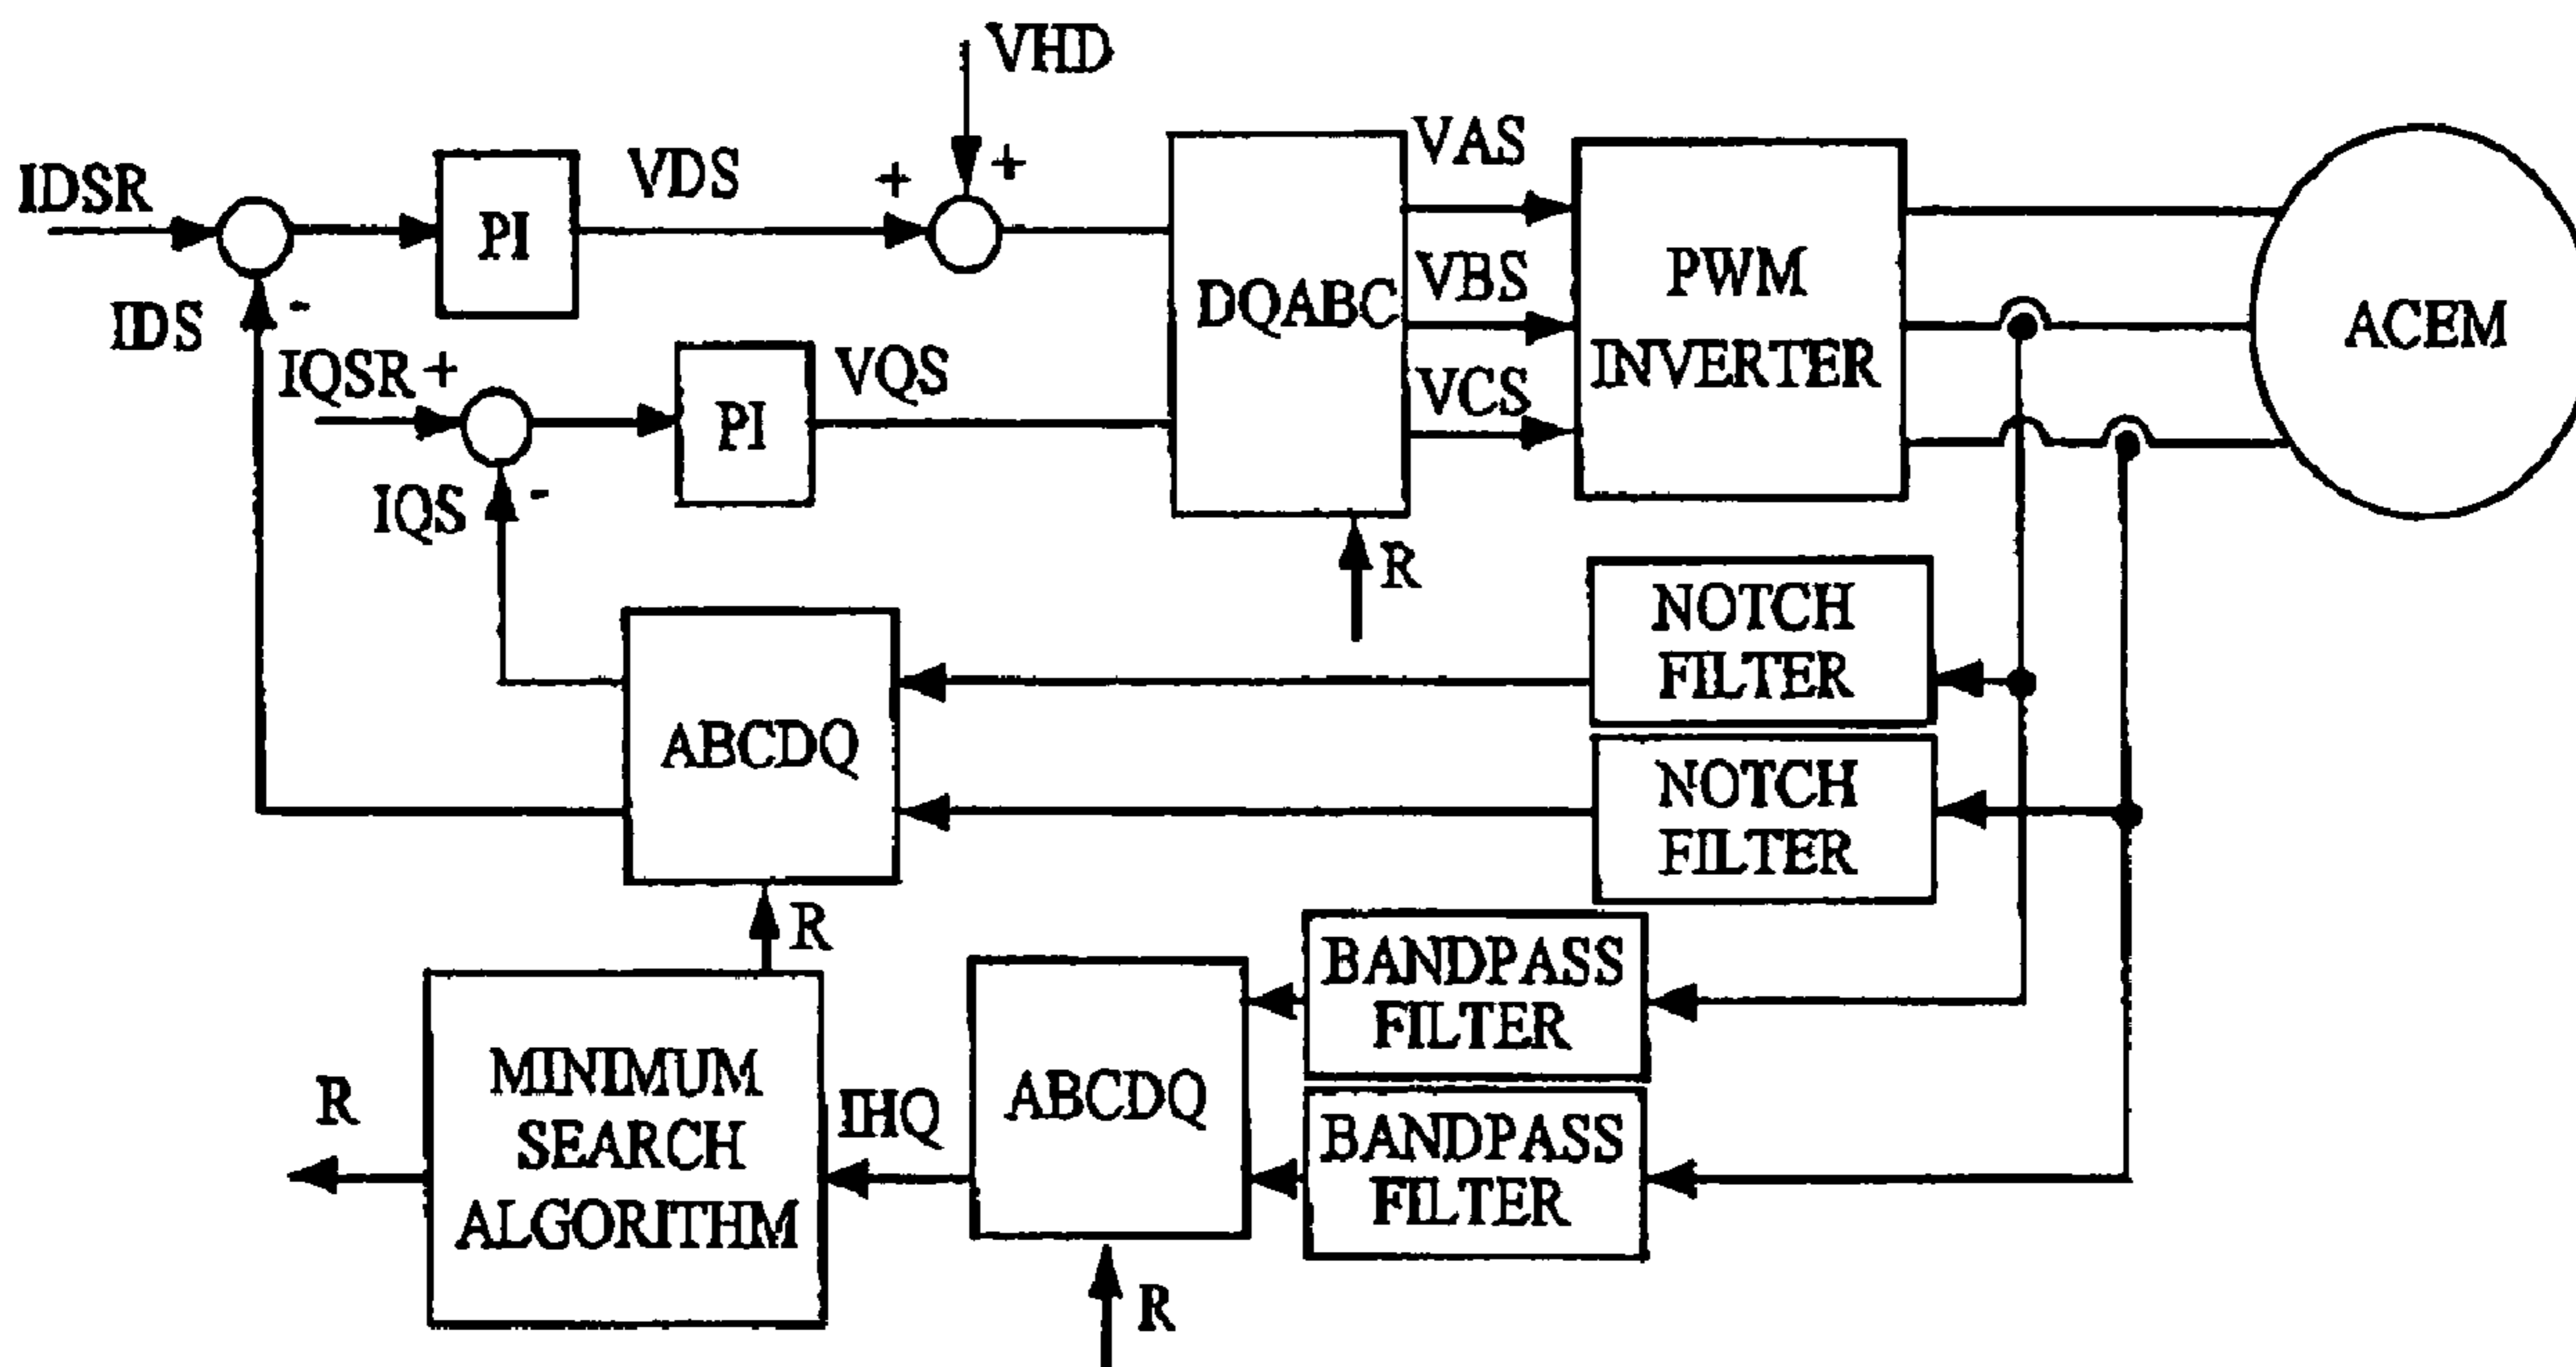 VHD
IDSR
PI
VDS
+
+
DQABC
VAS
VBS
VCS
PWM
INVERTER
ACEM
IDS
-
IQSR
+
PI
VQS
IQS
-
R
NOTCH
FILTER
ABCDQ
NOTCH
FILTER
R
BANDPASS
FILTER
MINIMUM
SEARCH
ALGORITHM
R
IHQ
ABCDQ
BANDPASS
FILTER
R